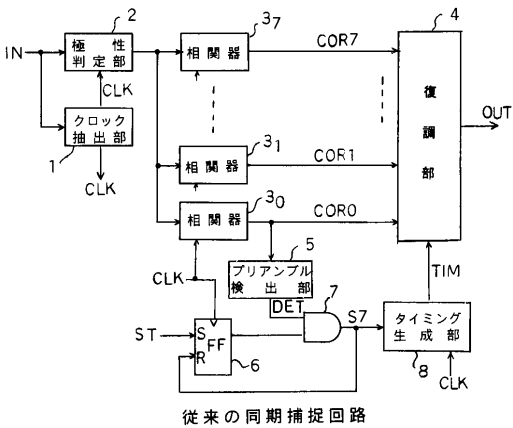 2
3₇
4
IN
極性
判定部
相関器
COR7
CLK
復調部
OUT
クロック
抽出部
1
CLK
3₁
相関器
COR1
3₀
相関器
COR0
5
CLK
プリアンブル
検出部
7
TIM
DET
S7
ST
S
FF
R
6
タイミング
生成部
8
CLK
従来の同期捕捉回路